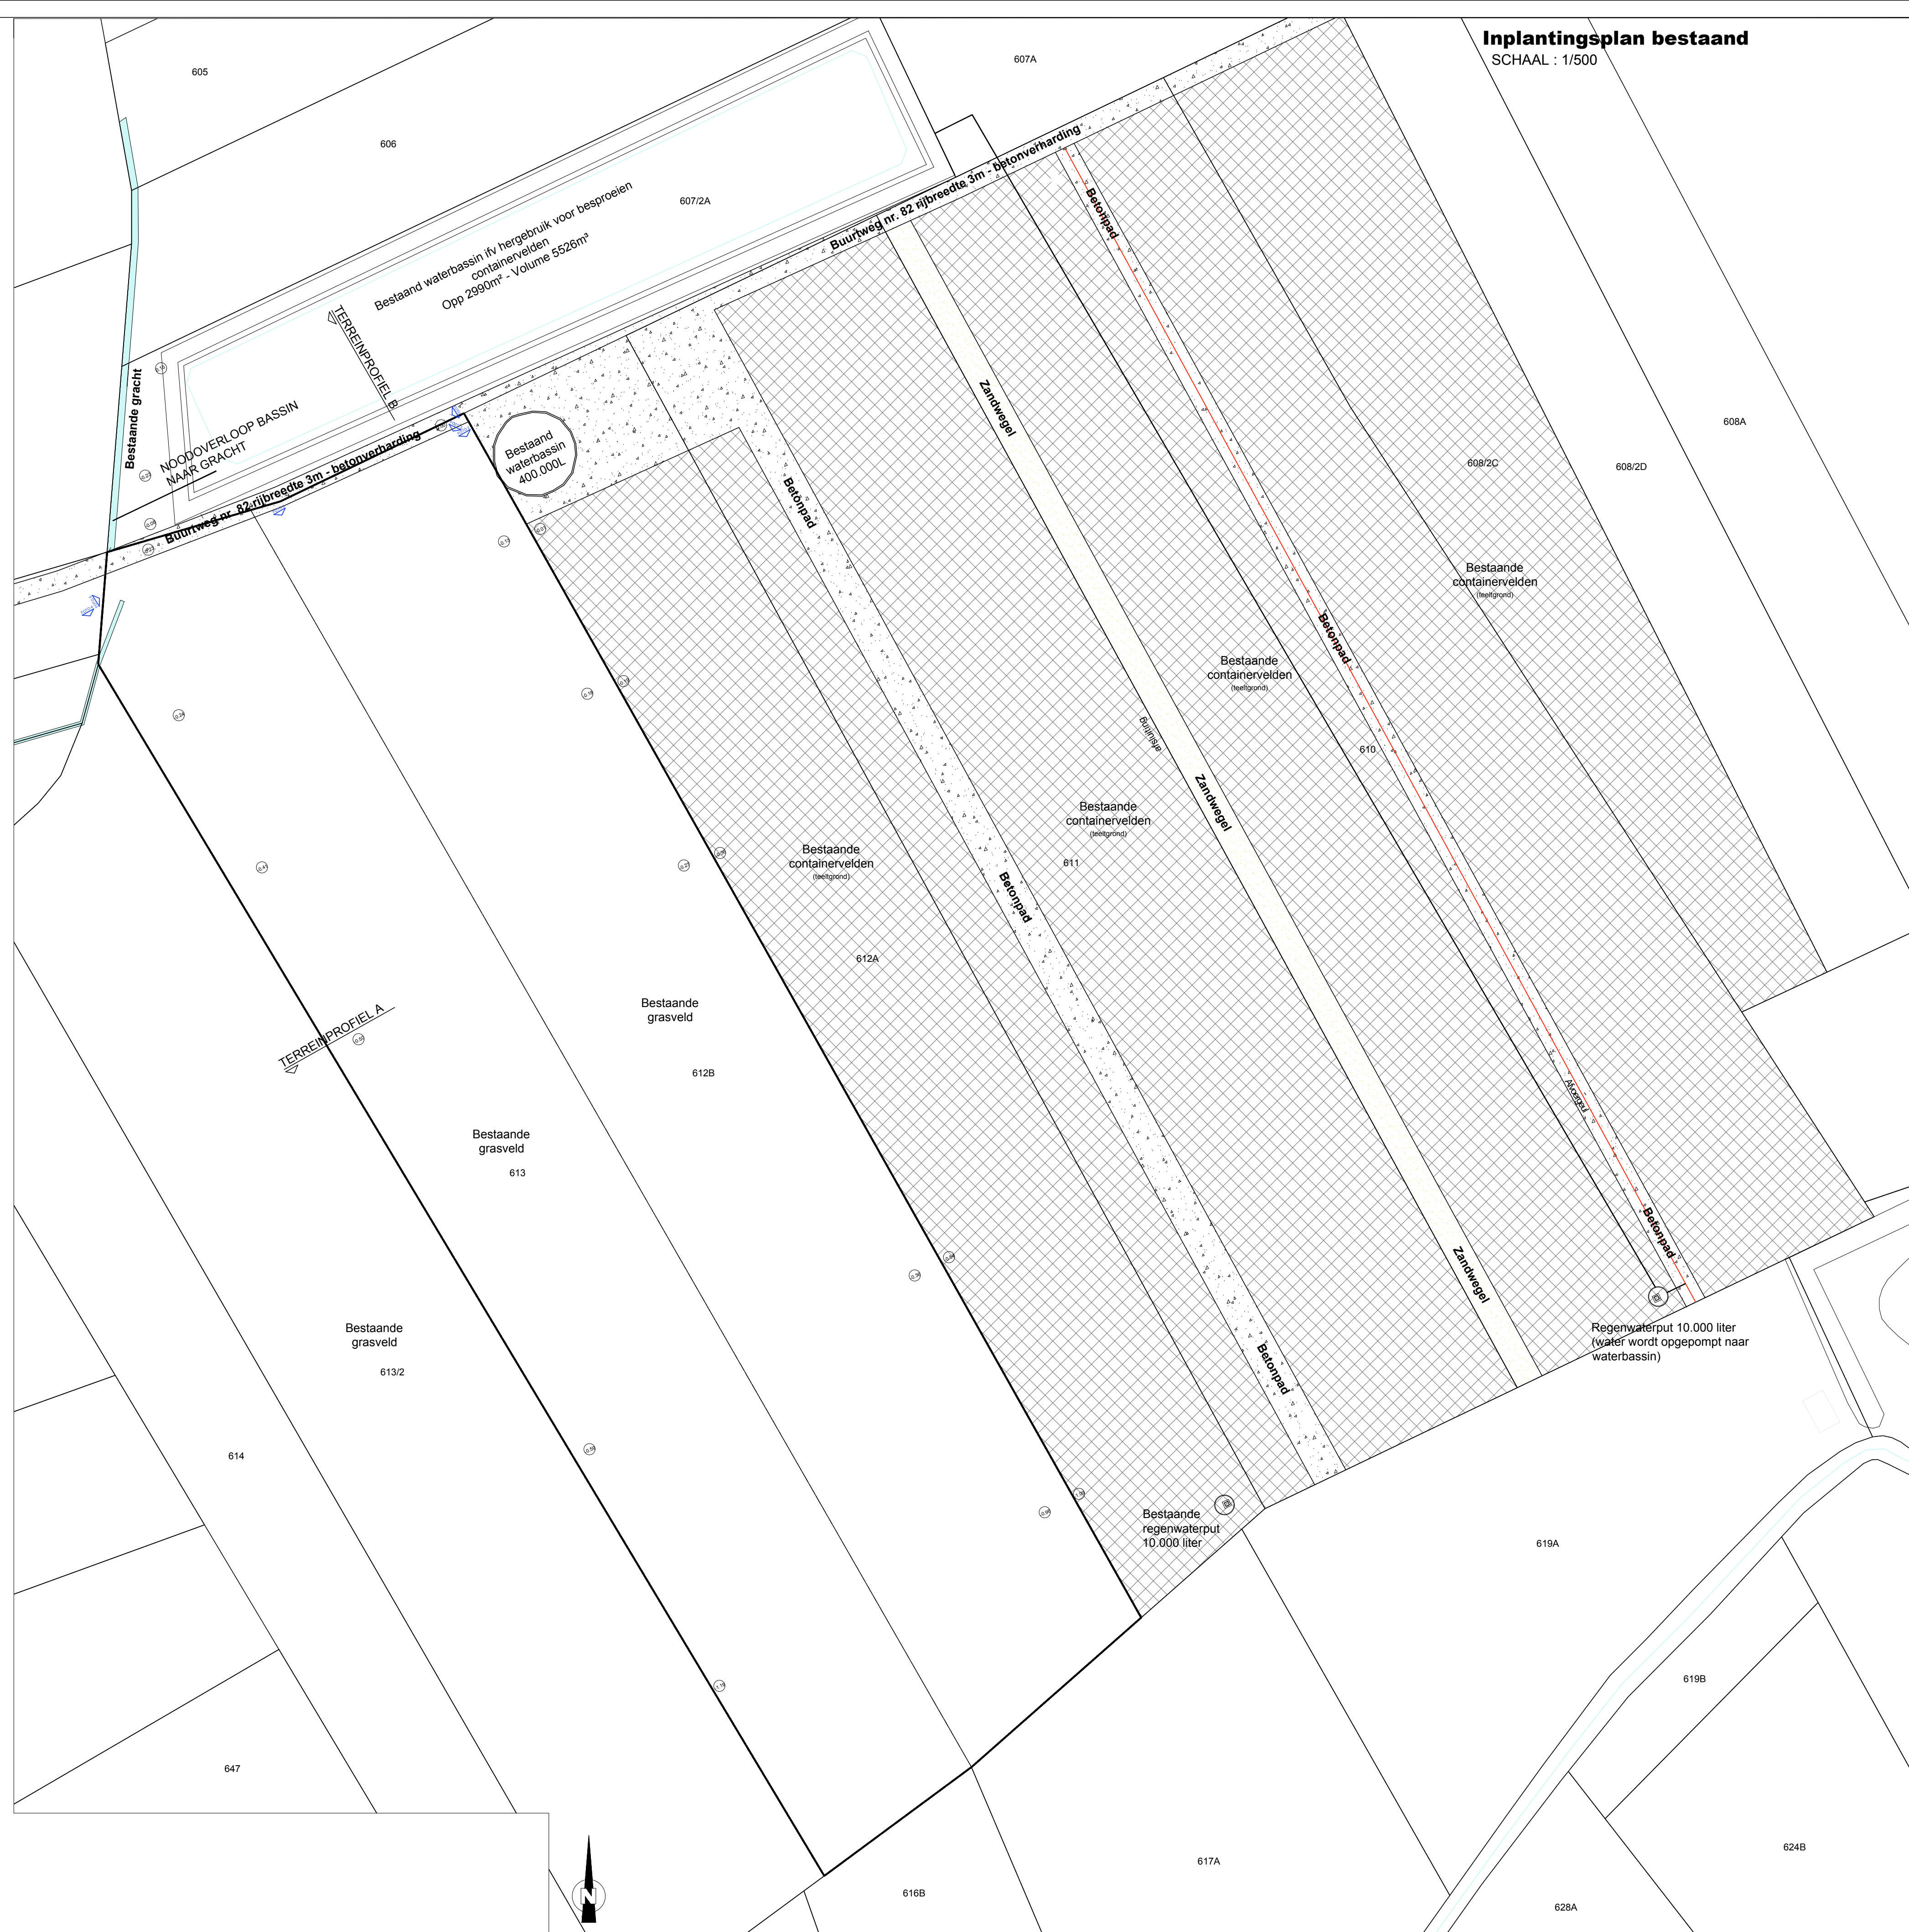 Inplantingsplan bestaand
SCHAAL : 1/500
605
607A
606
607/2A
Bestaand waterbassin ifv hergebruik voor besproeien
containervelden
Opp 2990m² - Volume 5526m³
Buurtweg nr. 82 rijbreedte 3m - betonverharding
Betonpad
TERREINPROFIEL B
Bestaande gracht
NOODOVERLOOP BASSIN
NAAR GRACHT
Buurtweg nr. 82 rijbreedte 3m - betonverharding
Bestaand
waterbassin
400.000L
Zandwegel
608A
608/2C
608/2D
Betonpad
Bestaande
containervelden
(teeltgrond)
Betonpad
Bestaande
containervelden
(teeltgrond)
afsluiting
610
Zandwegel
Bestaande
containervelden
(teeltgrond)
611
Bestaande
containervelden
(teeltgrond)
Betonpad
612A
Bestaande
grasveld
612B
TERREINPROFIEL A
Afvoergeul
Bestaande
grasveld
613
Betonpad
Zandwegel
Regenwaterput 10.000 liter
(water wordt opgepompt naar
waterbassin)
Bestaande
grasveld
613/2
Betonpad
614
Bestaande
regenwaterput
10.000 liter
619A
619B
647
624B
617A
616B
628A
N